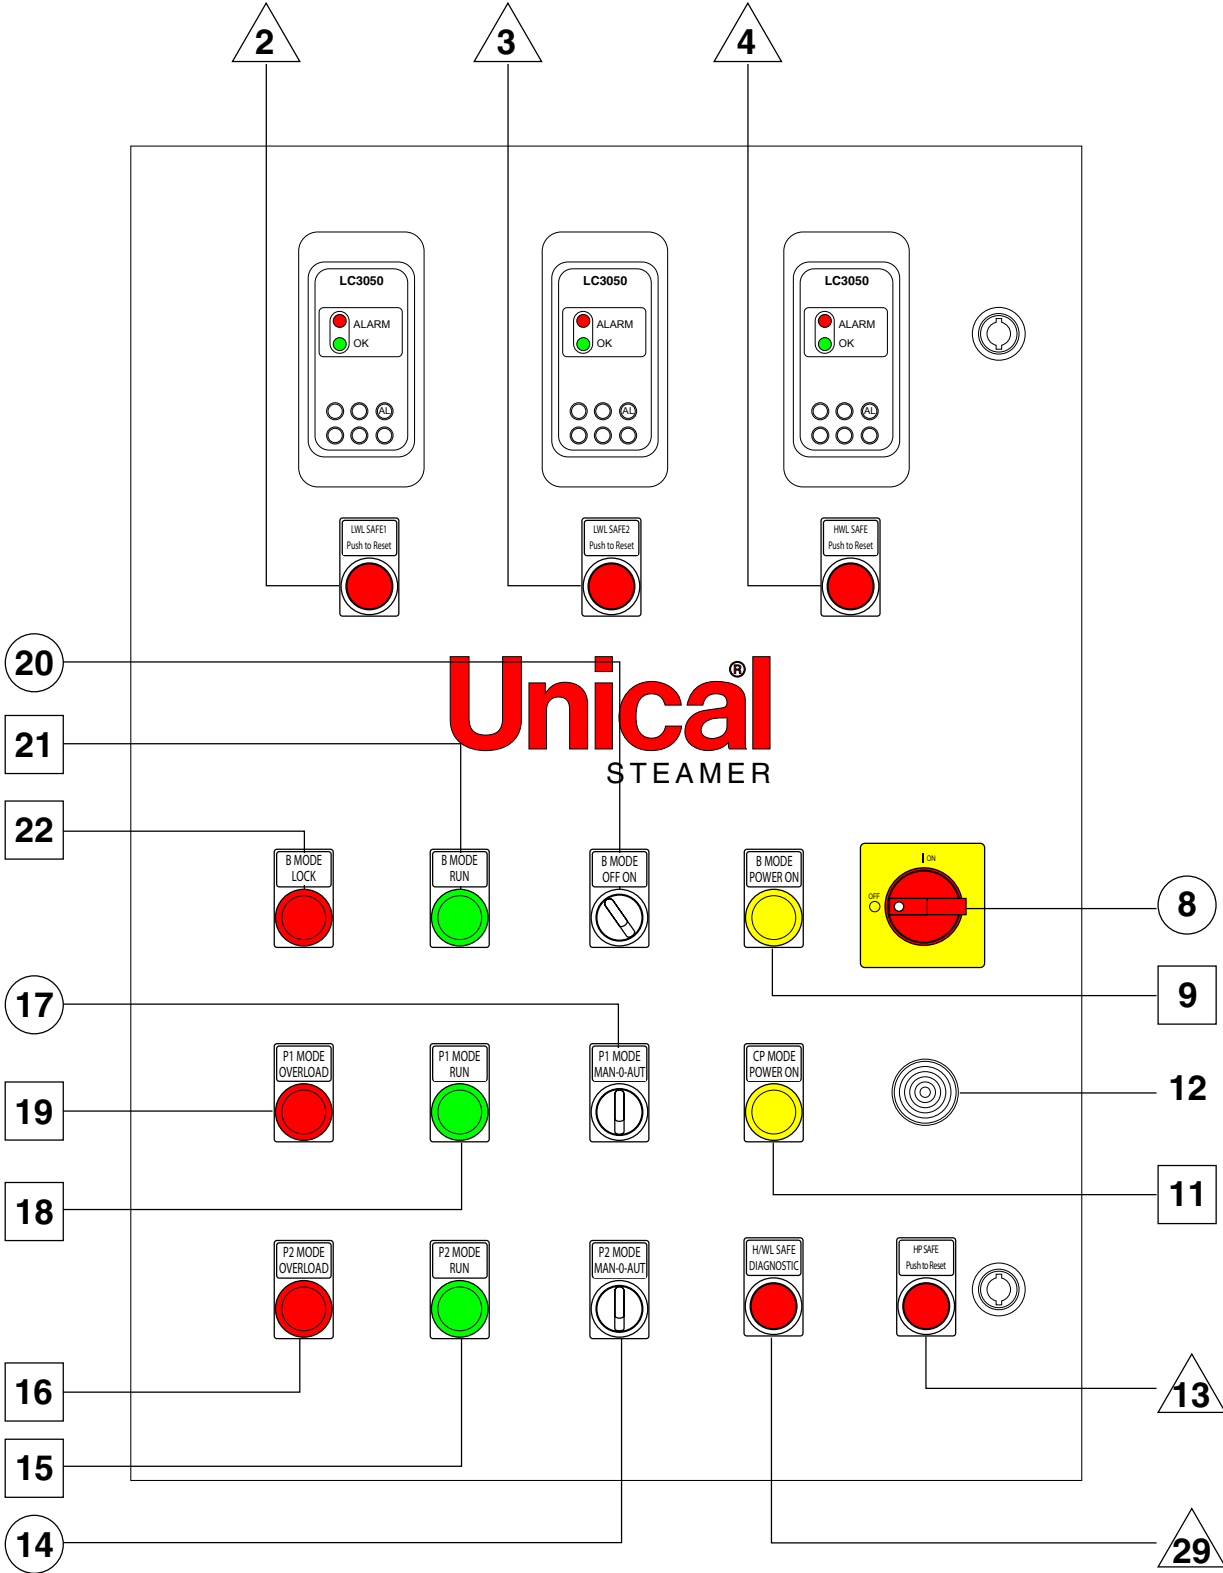 2
3
4
LC3050
LC3050
LC3050
ALARM
ALARM
ALARM
OK
OK
OK
AL
AL
AL
LWL SAFE1
Push to Reset
LWL SAFE2
Push to Reset
HWL SAFE
Push to Reset
20
Unical®
STEAMER
21
22
B MODE
LOCK
B MODE
RUN
B MODE
OFF ON
B MODE
POWER ON
I ON
OFF
8
9
17
P1 MODE
OVERLOAD
P1 MODE
RUN
P1 MODE
MAN-0-AUT
CP MODE
POWER ON
12
19
11
18
P2 MODE
OVERLOAD
P2 MODE
RUN
P2 MODE
MAN-0-AUT
H/WL SAFE
DIAGNOSTIC
HP SAFE
Push to Reset
16
13
15
14
29